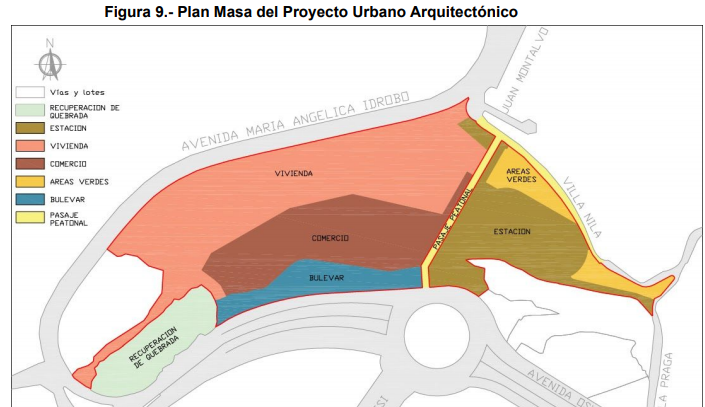 Figura 9.- Plan Masa del Proyecto Urbano Arquitectónico
N
Vías y lotes
RECUPERACION DE
QUEBRADA
ESTACION
VIVIENDA
COMERCIO
AREAS VERDES
BULEVAR
PASAJE
PEATONAL
AVENIDA MARIA ANGELICA IDROBO
JUAN MONTALVO
VILLA NILA
VIVIENDA
AREAS
VERDES
PASAJE PEATONAL
ESTACION
COMERCIO
BULEVAR
RECUPERACION
DE QUEBRADA
LA PRAGA
AVENIDA